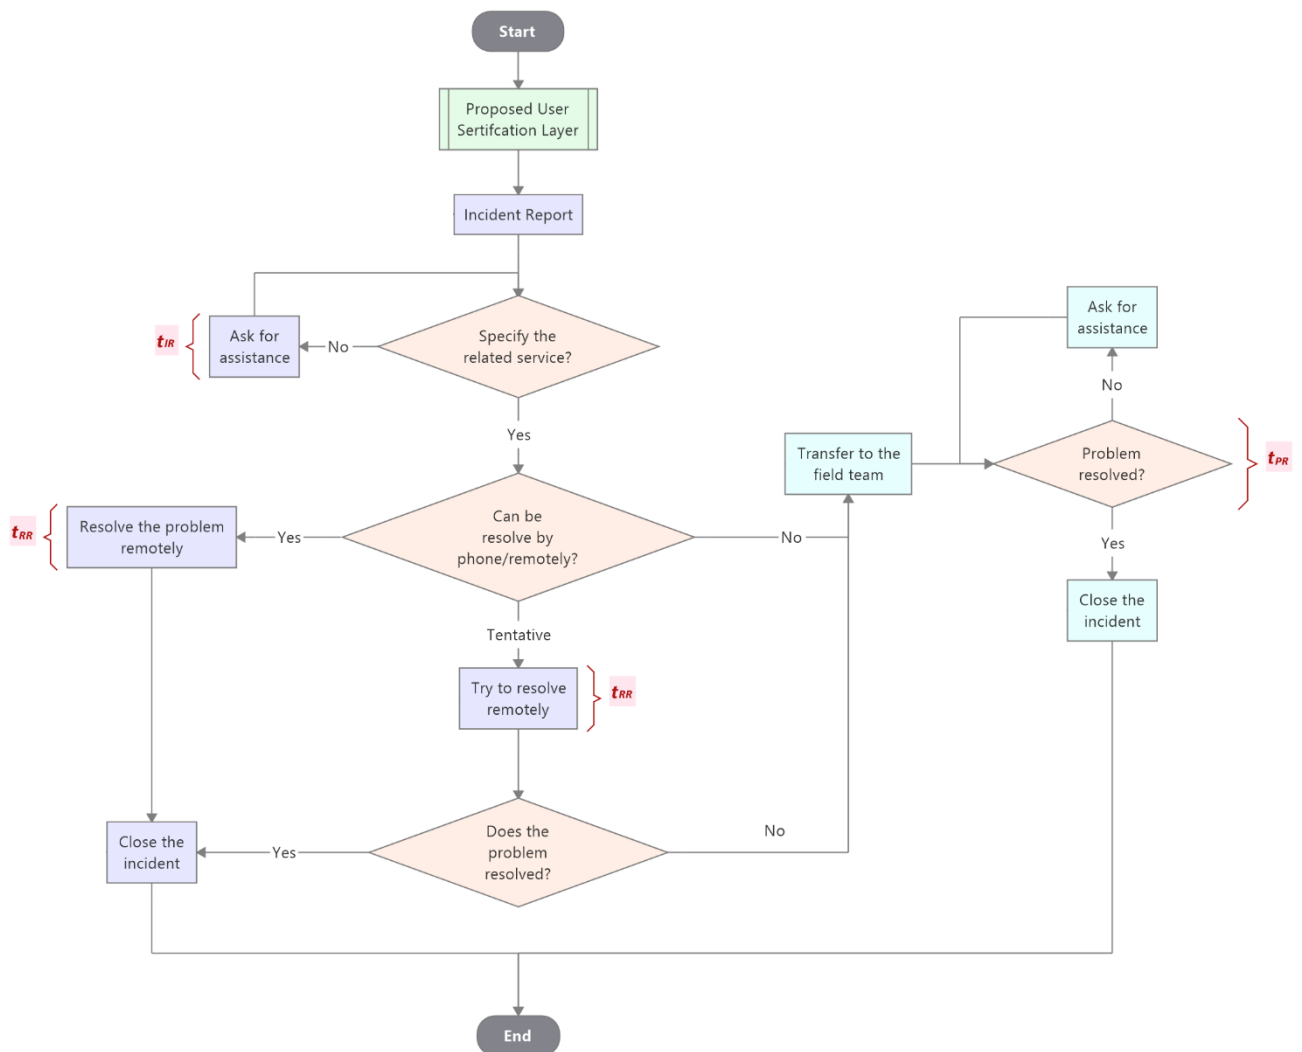 Start
Proposed User
Sertifcation Layer
Incident Report
Specify the
related service?
No
Ask for
assistance
tIR
Yes
Can be
resolve by
phone/remotely?
Yes
Resolve the problem
remotely
tRR
No
Transfer to the
field team
Problem
resolved?
tPR
No
Ask for
assistance
Yes
Close the
incident
Tentative
Try to resolve
remotely
tRR
Does the
problem
resolved?
Yes
Close the
incident
No
End